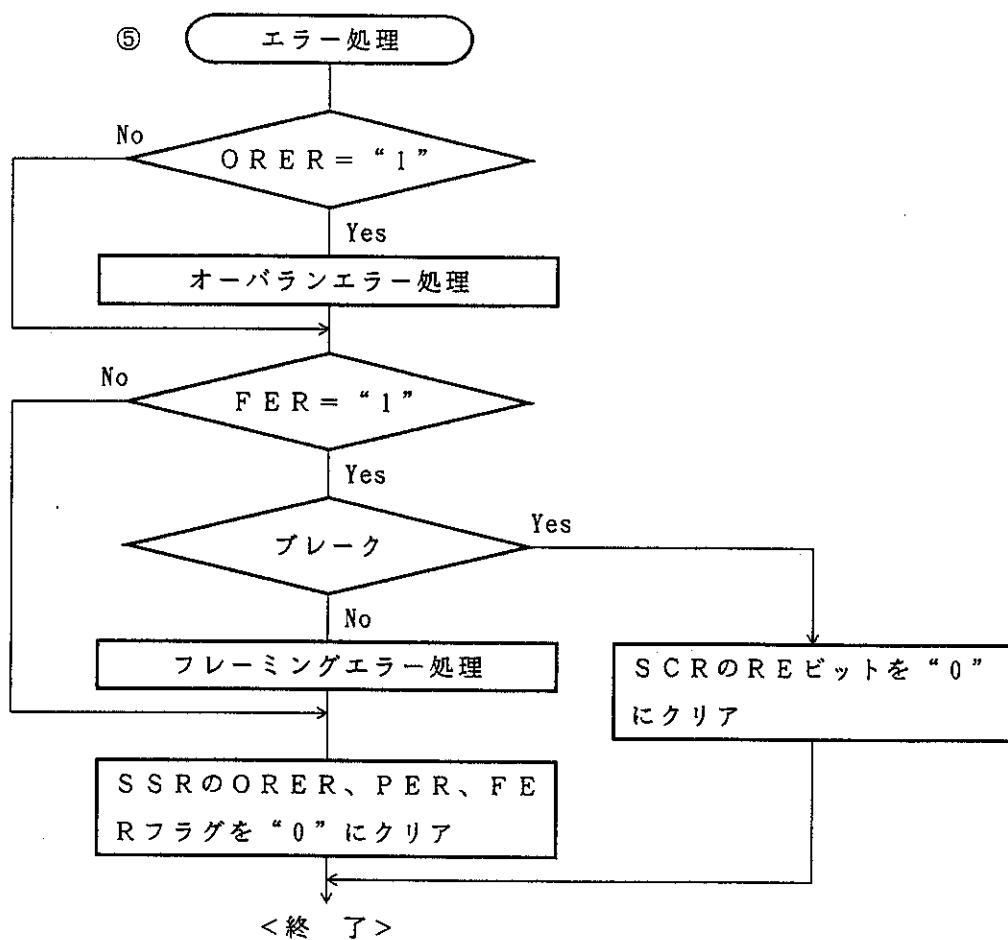 ⑤ エラー処理
No
ORER=“1”
Yes
オーバランエラー処理
No
FER=“1”
Yes
ブレーク
Yes
No
フレーミングエラー処理
SCRのREビットを“0”
にクリア
SSRのORER、PER、FE
Rフラグを“0”にクリア
<終 了>